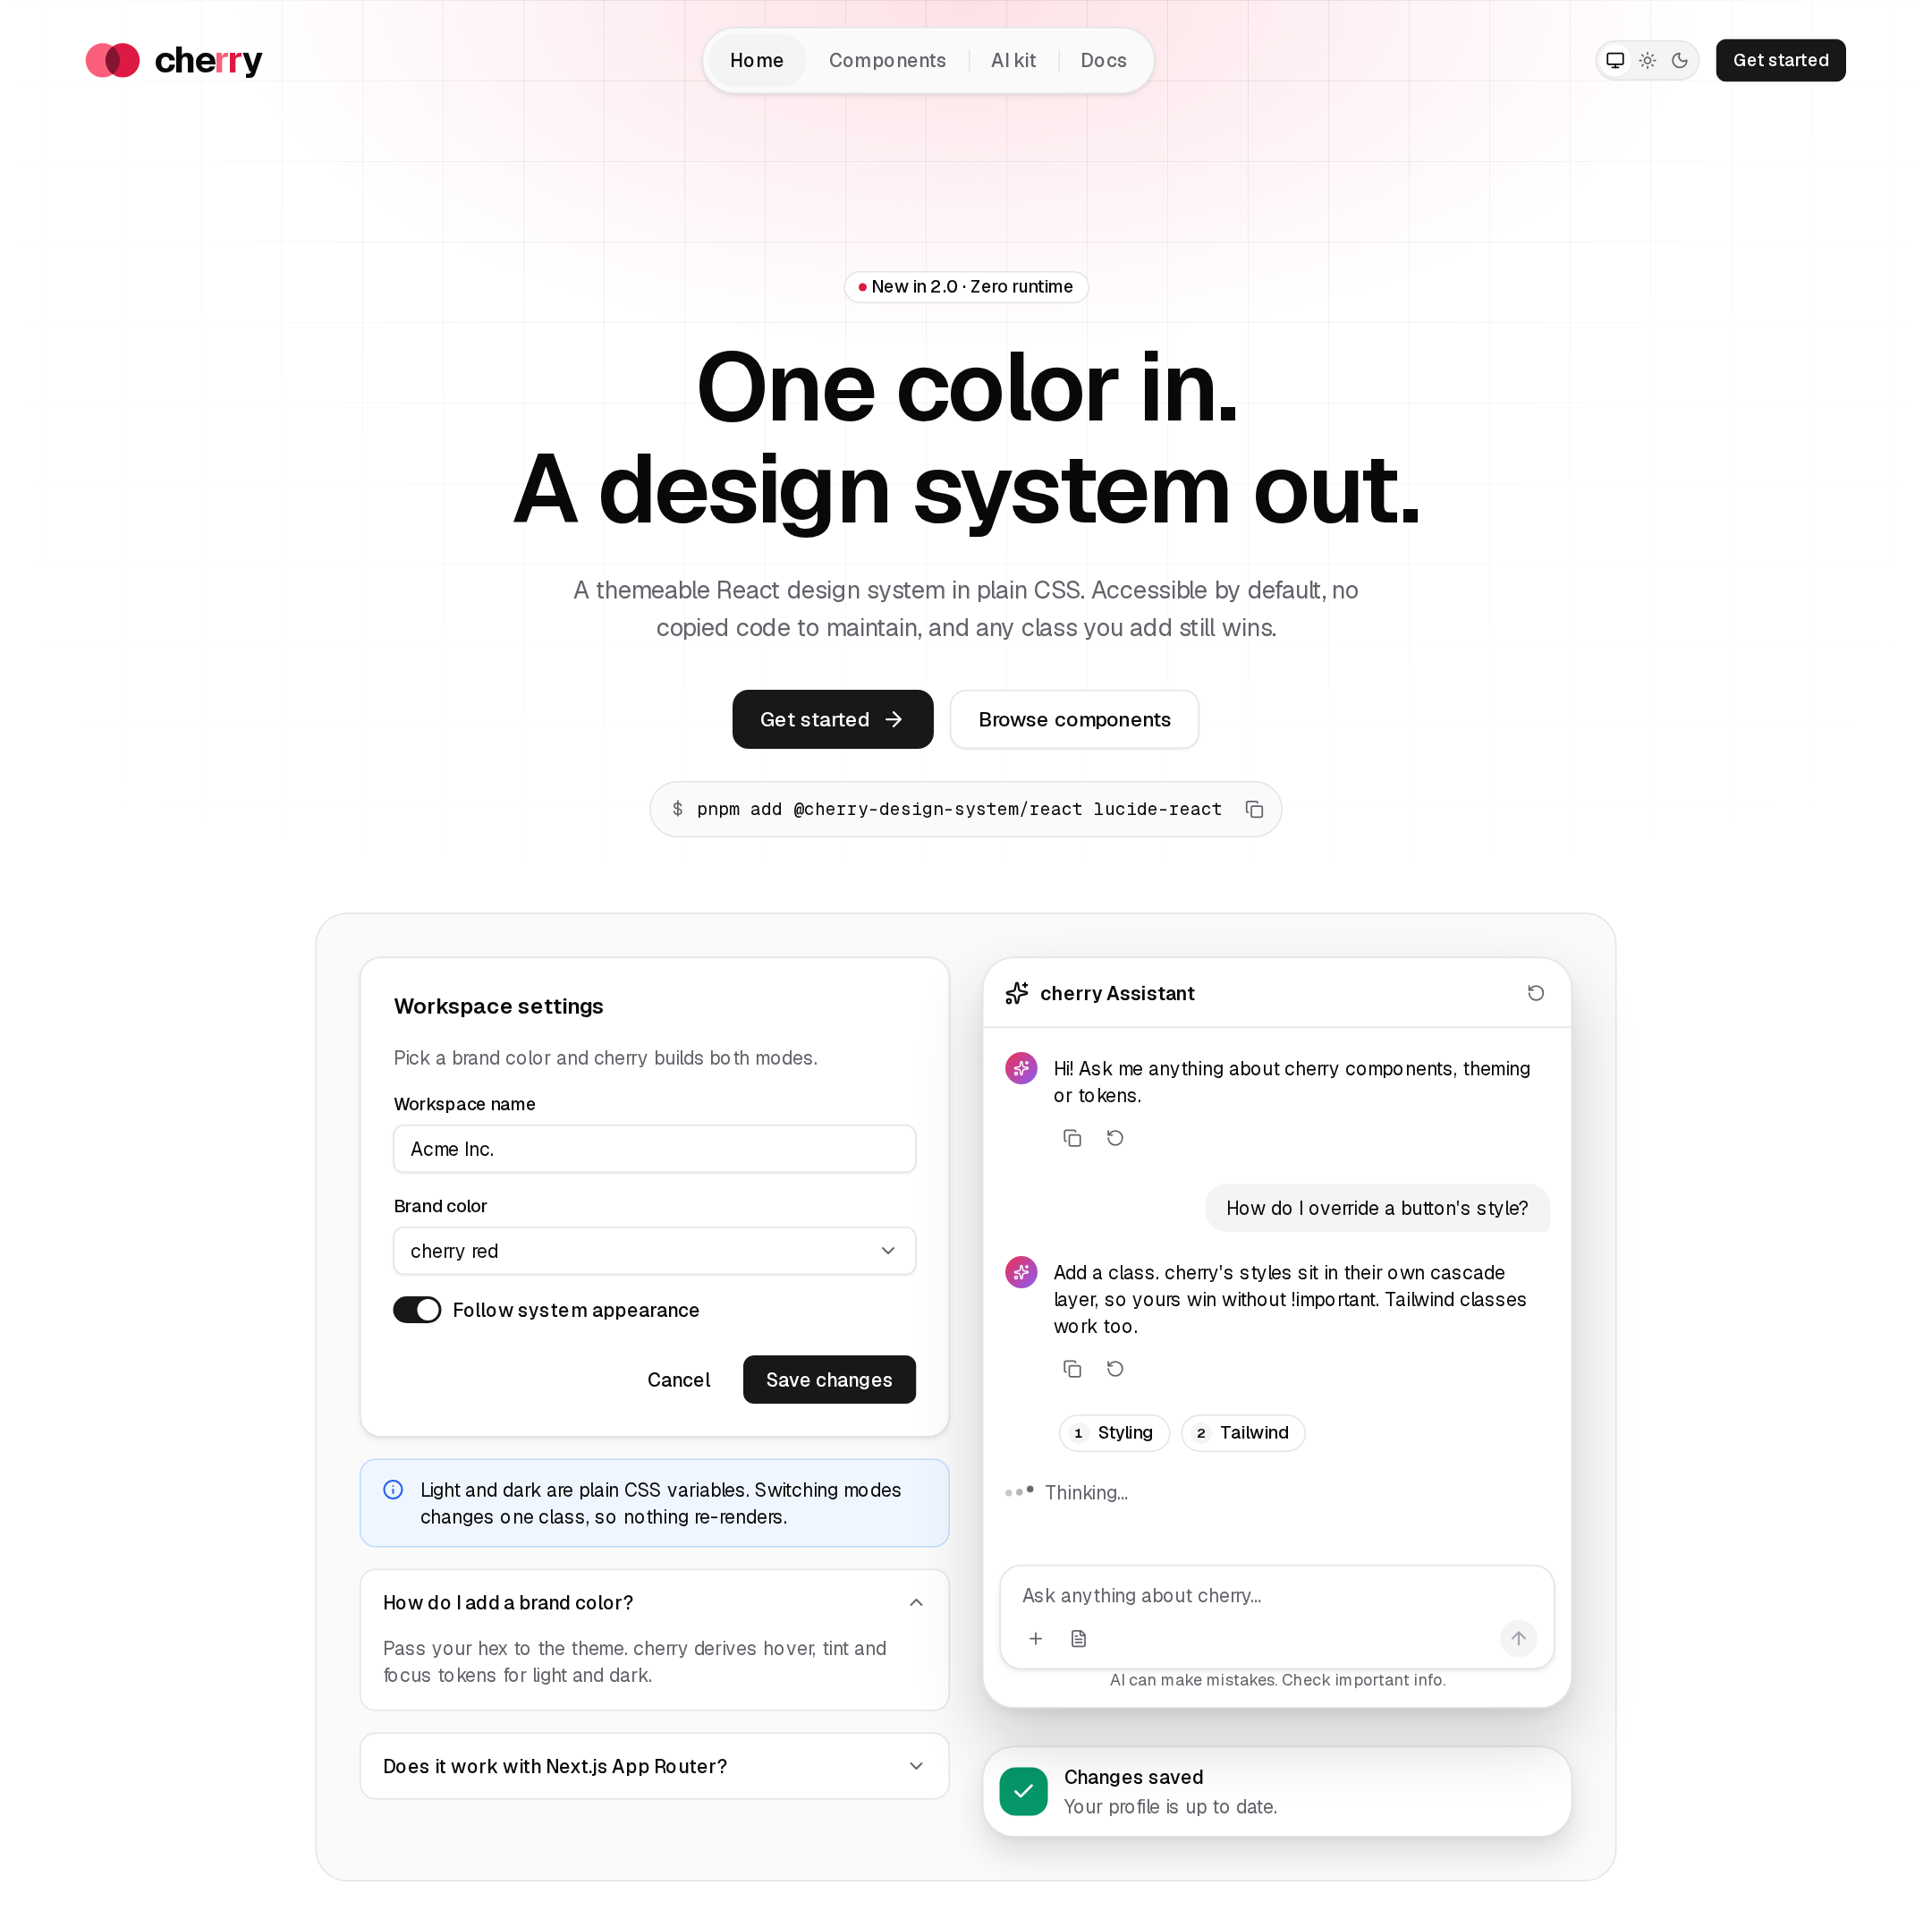 cherry
Home
Components
AI kit
Docs
Get started
New in 2.0 · Zero runtime
One color in.
A design system out.
A themeable React design system in plain CSS. Accessible by default, no
copied code to maintain, and any class you add still wins.
Get started
Browse components
$ pnpm add @cherry-design-system/react lucide-react
Workspace settings
Pick a brand color and cherry builds both modes.
Workspace name
Acme Inc.
Brand color
cherry red
Follow system appearance
Cancel
Save changes
Light and dark are plain CSS variables. Switching modes
changes one class, so nothing re-renders.
How do I add a brand color?
Pass your hex to the theme. cherry derives hover, tint and
focus tokens for light and dark.
Does it work with Next.js App Router?
cherry Assistant
Hi! Ask me anything about cherry components, theming
or tokens.
How do I override a button's style?
Add a class. cherry's styles sit in their own cascade
layer, so yours win without !important. Tailwind classes
work too.
1 Styling
2 Tailwind
Thinking...
Ask anything about cherry...
AI can make mistakes. Check important info.
Changes saved
Your profile is up to date.